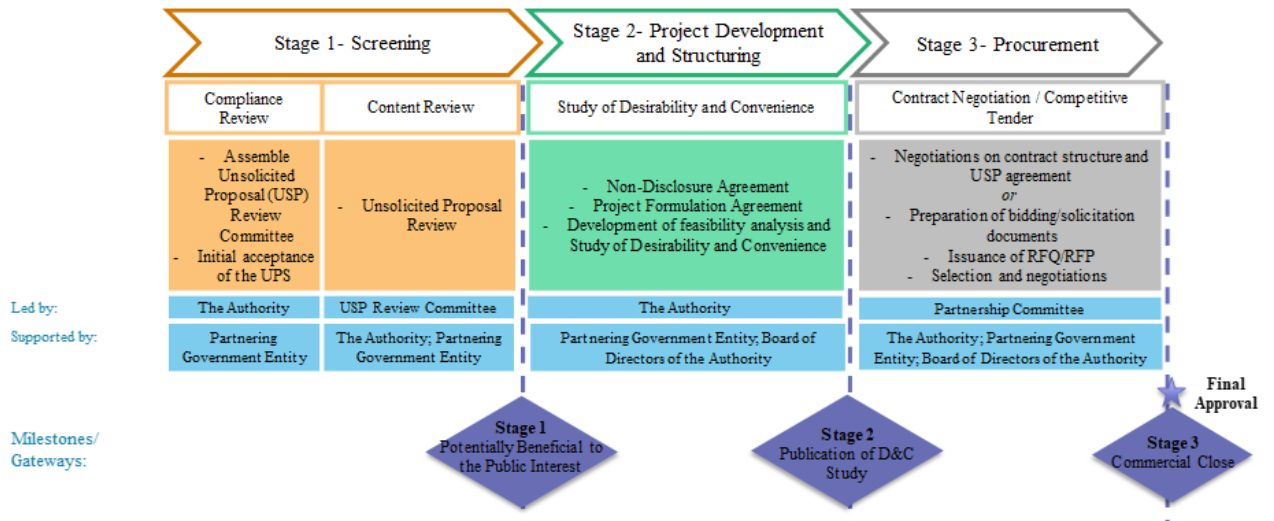 Stage 1- Screening
Stage 2- Project Development
and Structuring
Stage 3- Procurement
Compliance
Review
Content Review
Study of Desirability and Convenience
Contract Negotiation / Competitive
Tender
- Assemble
Unsolicited
Proposal (USP)
Review
Committee
- Initial acceptance
of the UPS
- Unsolicited Proposal
Review
- Non-Disclosure Agreement
- Project Formulation Agreement
- Development of feasibility analysis and
Study of Desirability and Convenience
- Negotiations on contract structure and
USP agreement
or
- Preparation of bidding/solicitation
documents
- Issuance of RFQ/RFP
- Selection and negotiations
Led by:
The Authority
USP Review Committee
The Authority
Partnership Committee
Supported by:
Partnering
Government Entity
The Authority; Partnering
Government Entity
Partnering Government Entity; Board of
Directors of the Authority
The Authority; Partnering Government
Entity; Board of Directors of the Authority
Final
Approval
Milestones/
Gateways:
Stage 1
Potentially Beneficial to
the Public Interest
Stage 2
Publication of D&C
Study
Stage 3
Commercial Close